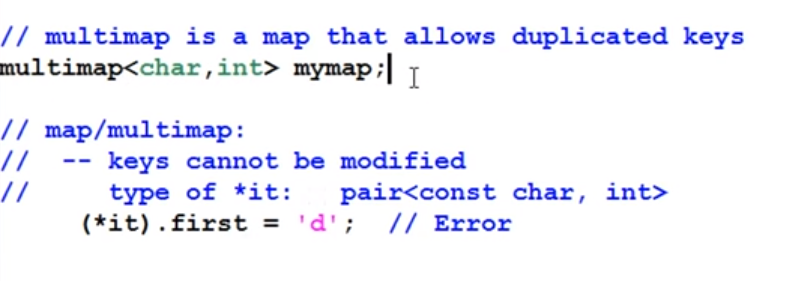 // multimap is a map that allows duplicated keys
multimap<char,int> mymap;
// map/multimap:
//  -- keys cannot be modified
//     type of *it:   pair<const char, int>
(*it).first = 'd';  // Error